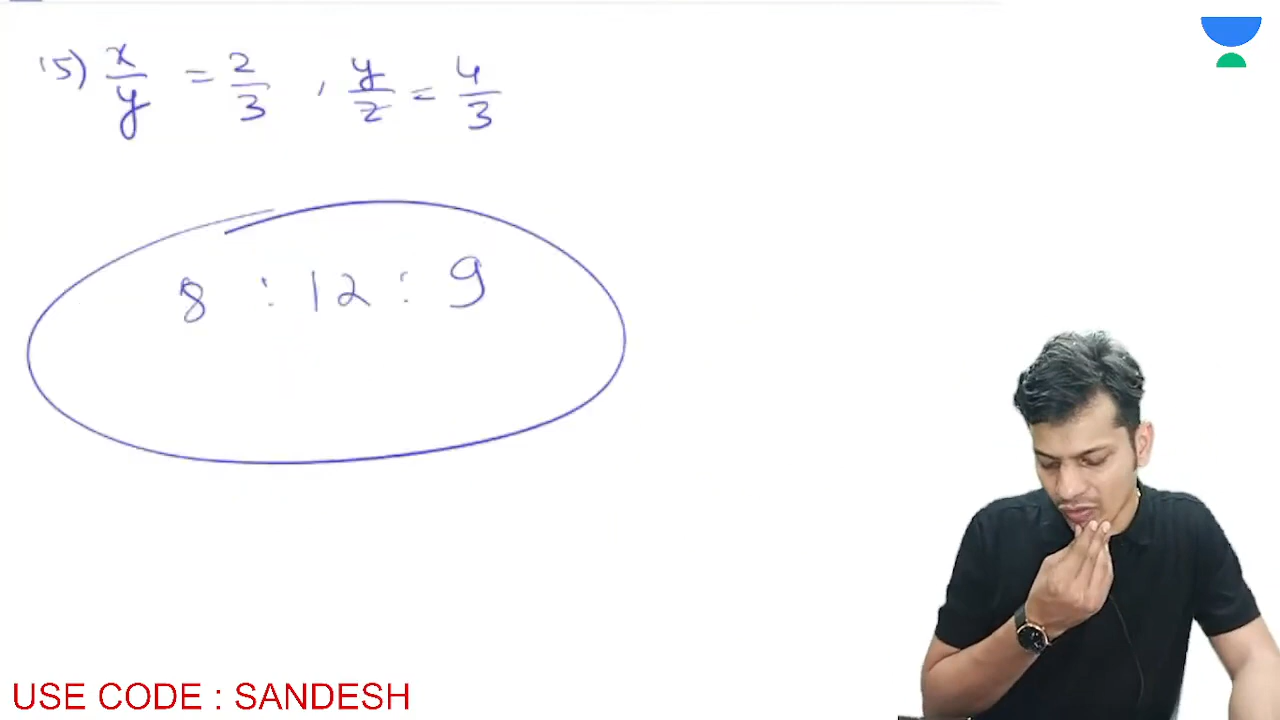 15) x/y = 2/3 , y/z = 4/3
8 : 12 : 9
USE CODE : SANDESH